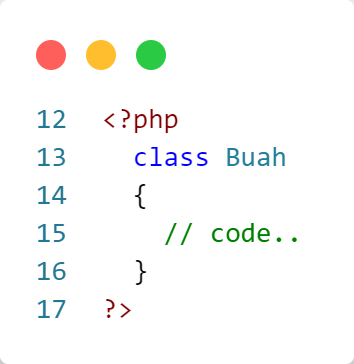 12 <?php
13   class Buah
14   {
15     // code..
16   }
17 ?>